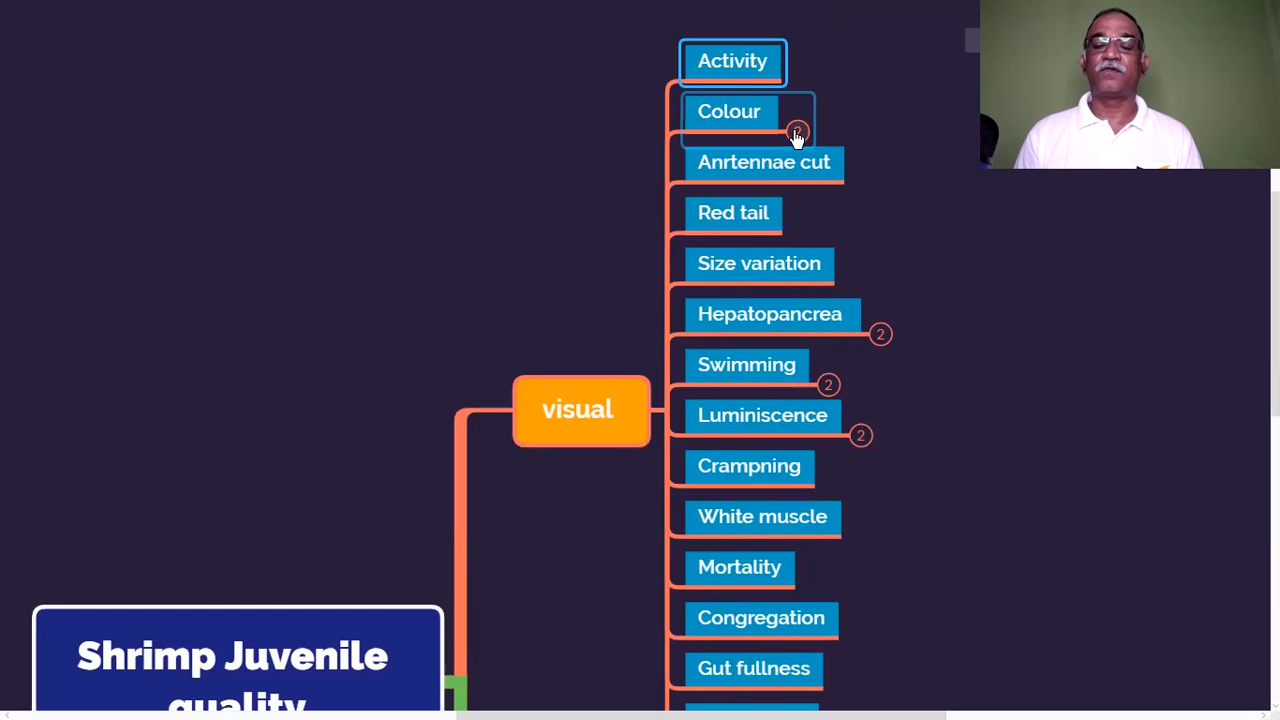 Activity
Colour
Anrtennae cut
Red tail
Size variation
Hepatopancrea
2
Swimming
2
Luminiscence
2
visual
Crampning
White muscle
Mortality
Congregation
Shrimp Juvenile
quality
Gut fullness